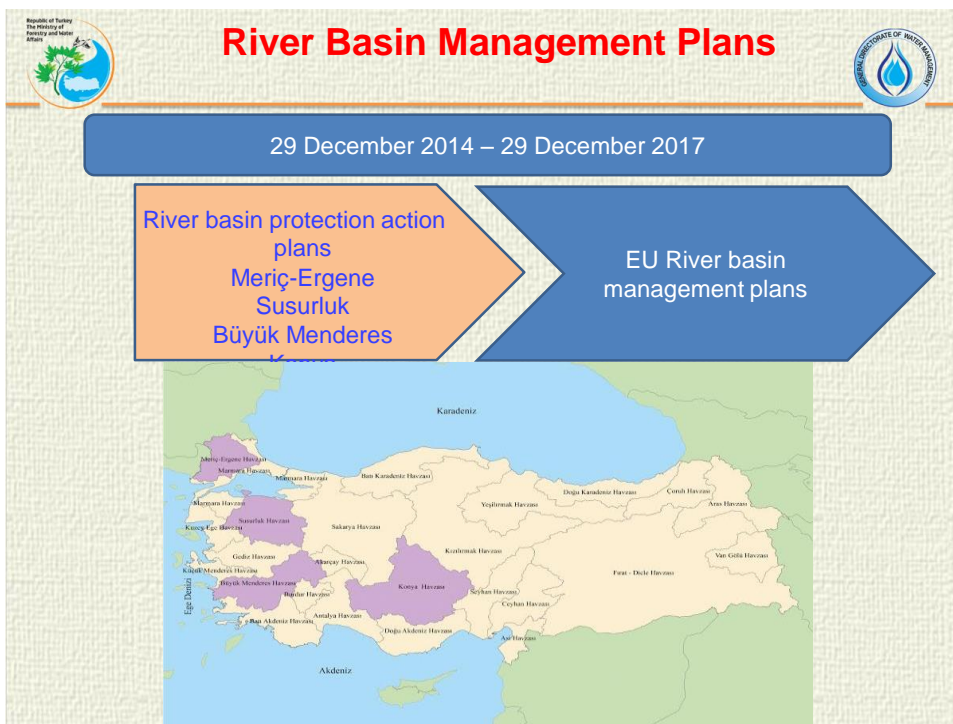 Republic of Turkey
The Ministry of
Forestry and Water
Affairs
River Basin Management Plans
GENERAL DIRECTORATE OF WATER MANAGEMENT
29 December 2014 – 29 December 2017
River basin protection action
plans
Meriç-Ergene
Susurluk
Büyük Menderes
EU River basin
management plans
Karadeniz
Meriç-Ergene Havzası
Marmara Havzası
Marmara Havzası
Batı Karadeniz Havzası
Doğu Karadeniz Havzası
Çoruh Havzası
Aras Havzası
Yeşilırmak Havzası
Marmara Havzası
Susurluk Havzası
Sakarya Havzası
Kuzey Ege Havzası
Kızılırmak Havzası
Van Gölü Havzası
Gediz Havzası
Akarçay Havzası
Fırat - Dicle Havzası
Küçük Menderes Havzası
Büyük Menderes Havzası
Konya Havzası
Burdur Havzası
Seyhan Havzası
Ceyhan Havzası
Ege Denizi
Antalya Havzası
Batı Akdeniz Havzası
Doğu Akdeniz Havzası
Asi Havzası
Akdeniz